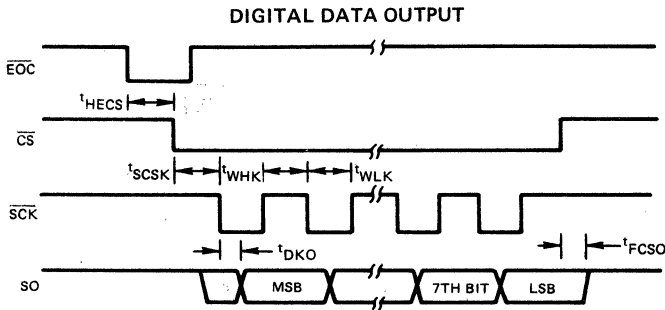 DIGITAL DATA OUTPUT
EOC
tHECS
CS
tSCSK
tWHK
tWLK
SCK
tDKO
tFCSO
SO
MSB
7TH BIT
LSB